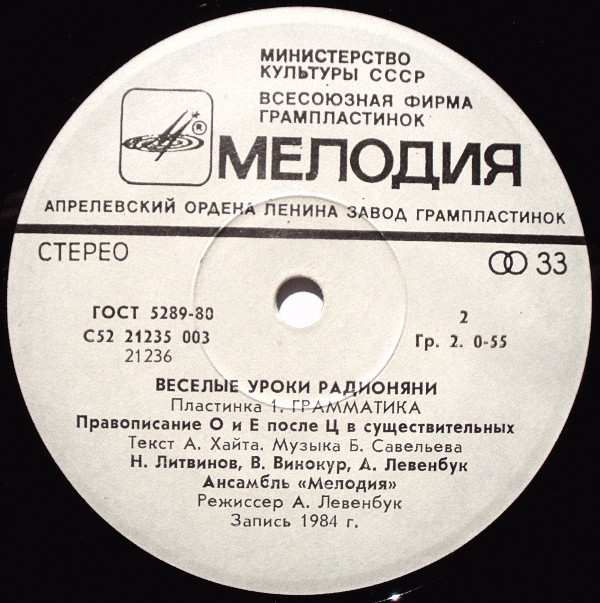 МИНИСТЕРСТВО
КУЛЬТУРЫ СССР
ВСЕСОЮЗНАЯ ФИРМА
ГРАМПЛАСТИНОК
®
МЕЛОДИЯ
АПРЕЛЕВСКИЙ ОРДЕНА ЛЕНИНА ЗАВОД ГРАМПЛАСТИНОК
СТЕРЕО
33
ГОСТ 5289-80
С52 21235 003
21236
2
Гр. 2. 0-55
ВЕСЕЛЫЕ УРОКИ РАДИОНЯНИ
Пластинка 1. ГРАММАТИКА
Правописание О и Е после Ц в существительных
Текст А. Хайта. Музыка Б. Савельева
Н. Литвинов, В. Винокур, А. Левенбук
Ансамбль «Мелодия»
Режиссер А. Левенбук
Запись 1984 г.